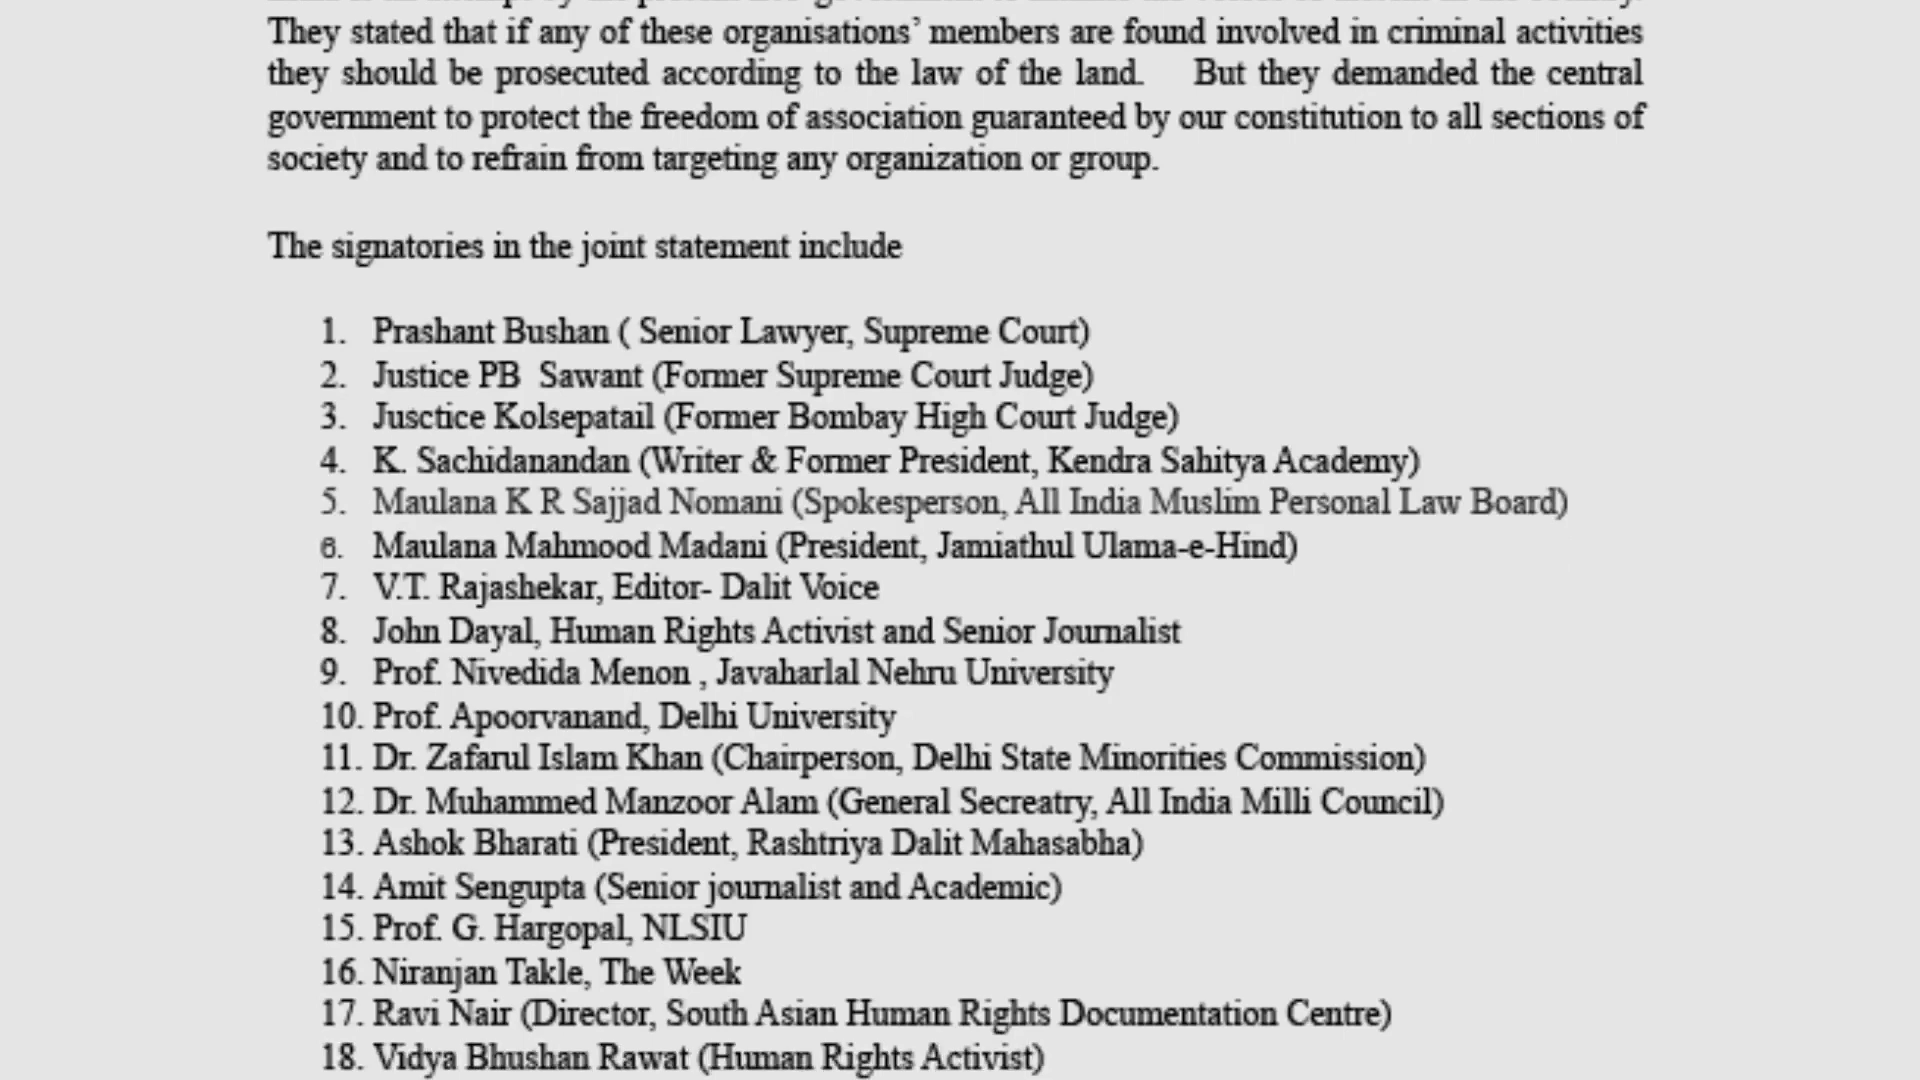 They stated that if any of these organisations’ members are found involved in criminal activities
they should be prosecuted according to the law of the land. But they demanded the central
government to protect the freedom of association guaranteed by our constitution to all sections of
society and to refrain from targeting any organization or group.
The signatories in the joint statement include
1. Prashant Bushan ( Senior Lawyer, Supreme Court)
2. Justice PB Sawant (Former Supreme Court Judge)
3. Jusctice Kolsepatail (Former Bombay High Court Judge)
4. K. Sachidanandan (Writer & Former President, Kendra Sahitya Academy)
5. Maulana K R Sajjad Nomani (Spokesperson, All India Muslim Personal Law Board)
6. Maulana Mahmood Madani (President, Jamiathul Ulama-e-Hind)
7. V.T. Rajashekar, Editor- Dalit Voice
8. John Dayal, Human Rights Activist and Senior Journalist
9. Prof. Nivedida Menon , Javaharlal Nehru University
10. Prof. Apoorvanand, Delhi University
11. Dr. Zafarul Islam Khan (Chairperson, Delhi State Minorities Commission)
12. Dr. Muhammed Manzoor Alam (General Secreatry, All India Milli Council)
13. Ashok Bharati (President, Rashtriya Dalit Mahasabha)
14. Amit Sengupta (Senior journalist and Academic)
15. Prof. G. Hargopal, NLSIU
16. Niranjan Takle, The Week
17. Ravi Nair (Director, South Asian Human Rights Documentation Centre)
18. Vidya Bhushan Rawat (Human Rights Activist)